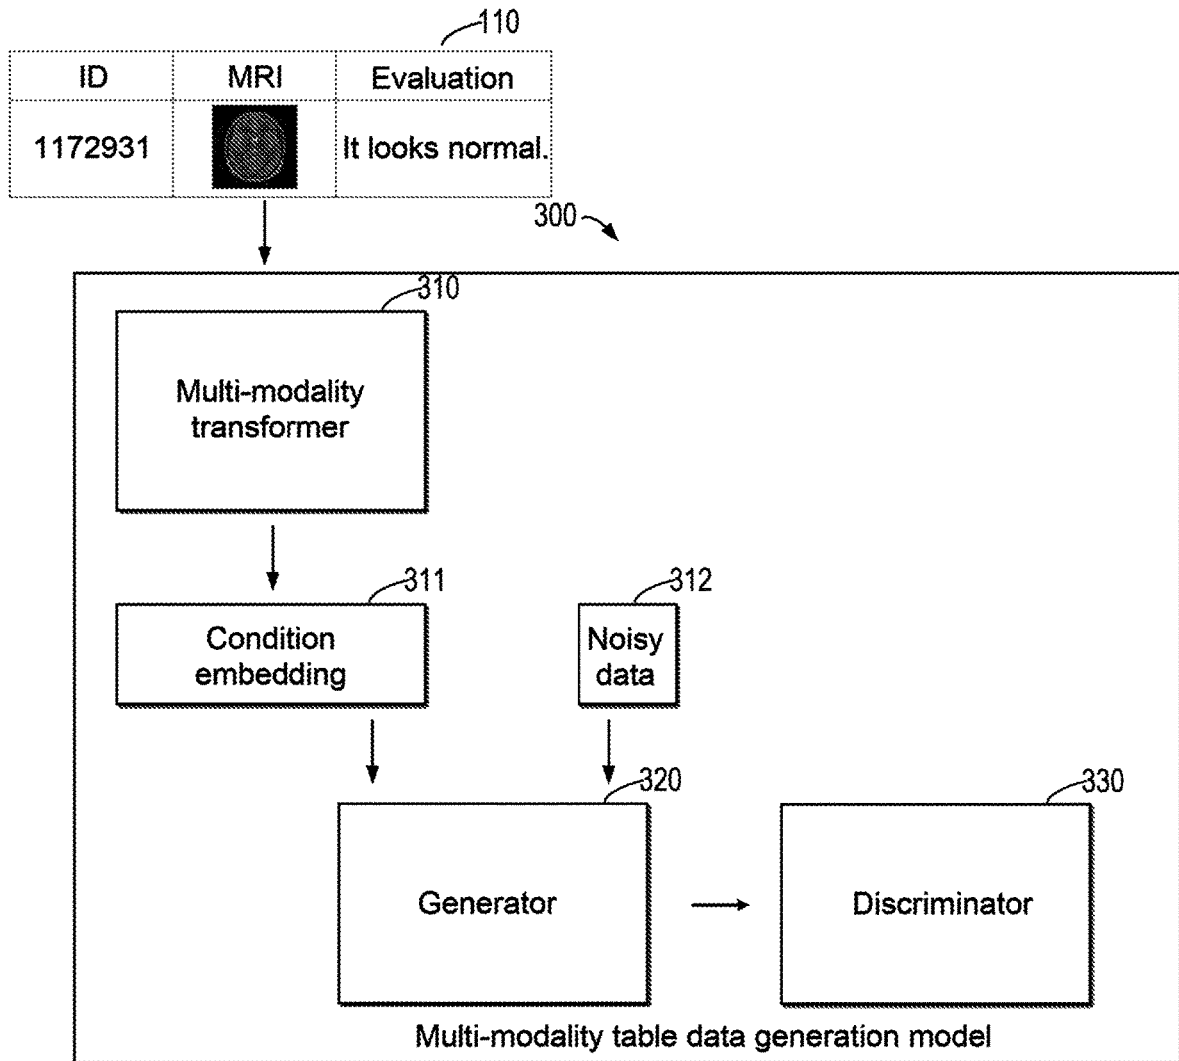 110
ID MRI Evaluation
1172931 It looks normal.
300
310
Multi-modality
transformer
311
312
Condition
embedding
Noisy
data
320
330
Generator
Discriminator
Multi-modality table data generation model